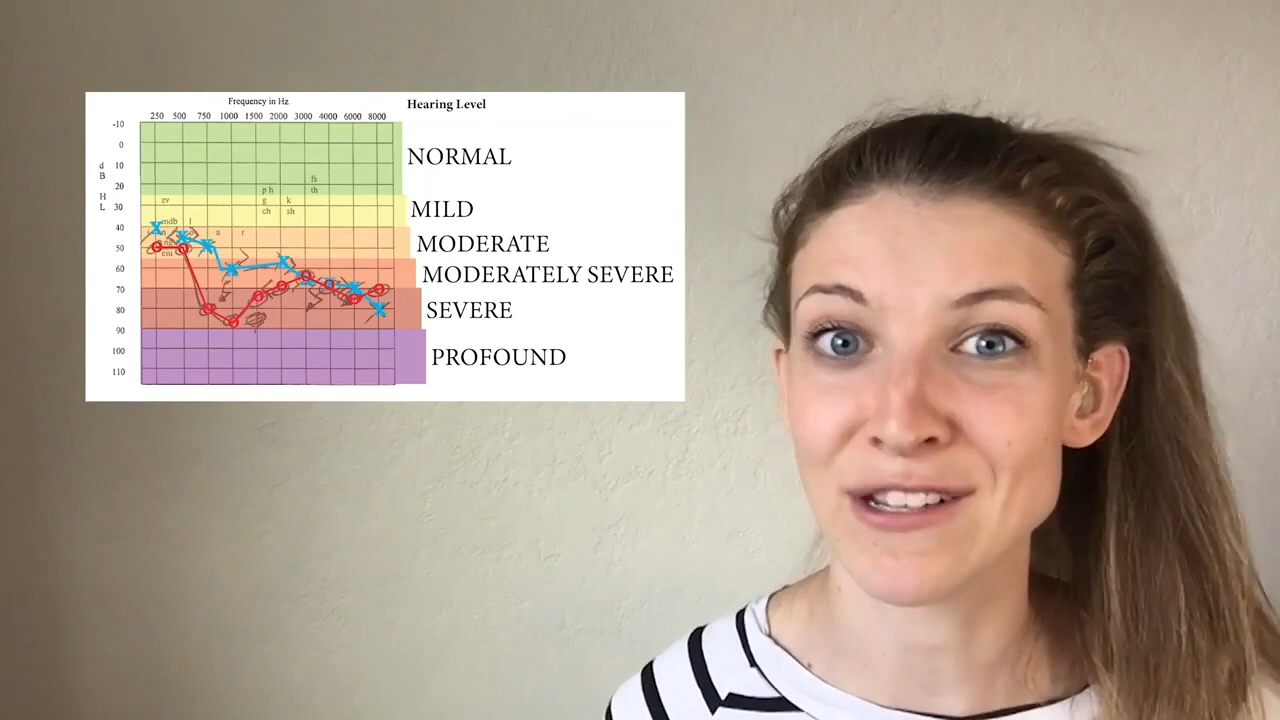 Frequency in Hz
Hearing Level
250 500 750 1000 1500 2000 3000 4000 6000 8000
-10
0
10
20
30
40
50
60
70
80
90
100
110
d
B
H
L
fs
th
p h
g
ch
k
sh
zv
mdb
l
a
r
NORMAL
MILD
MODERATE
MODERATELY SEVERE
SEVERE
PROFOUND